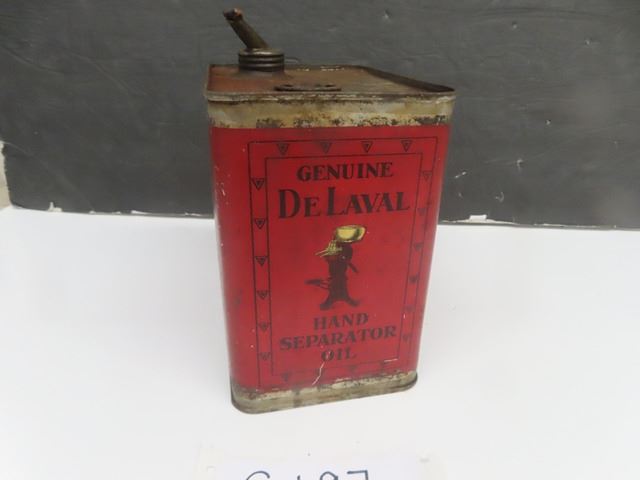 GENUINE
DE LAVAL
HAND
SEPARATOR
OIL